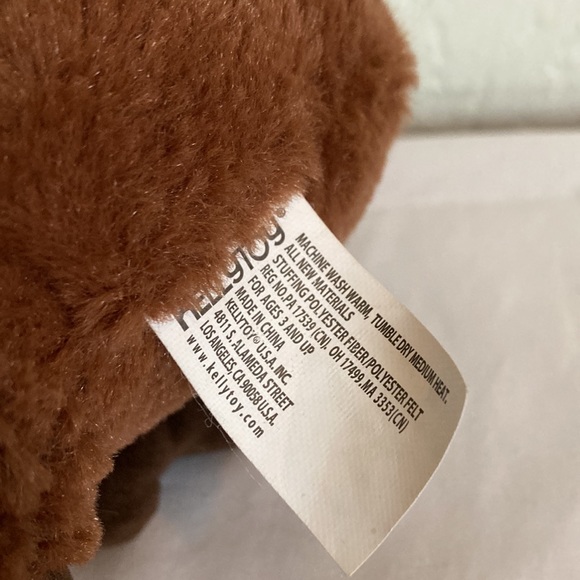 kellytoy®
MACHINE WASH WARM, TUMBLE DRY MEDIUM HEAT.
ALL NEW MATERIALS
STUFFING POLYESTER FIBER/POLYESTER FELT
REG NO.PA 17539 (CN), OH 17499, MA 3353(CN)
FOR AGES 3 AND UP
MADE IN CHINA
KELLYTOY® U.S.A. INC.
4811 S. ALAMEDA STREET
LOS ANGELES, CA 90058 U.S.A.
www.kellytoy.com